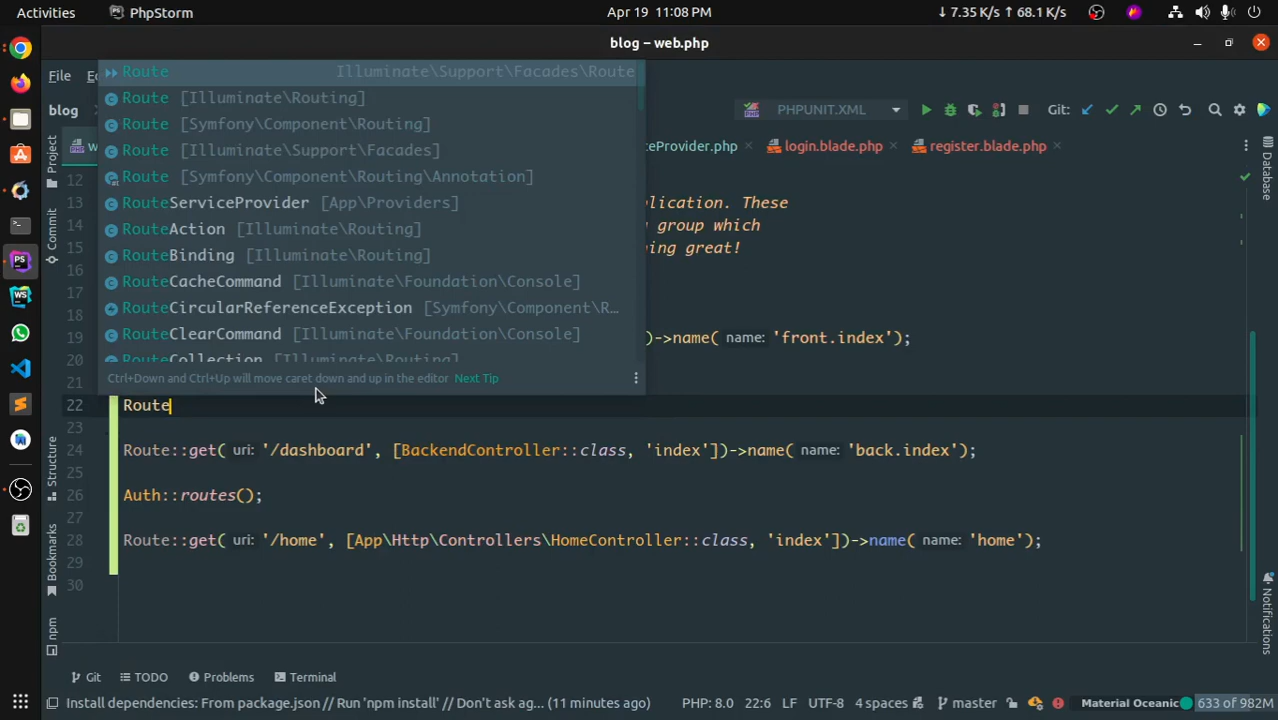 Activities
PhpStorm
Apr 19 11:08 PM
↓ 7.35 K/s ↑ 68.1 K/s
blog – web.php
File
Route Illuminate\Support\Facades\Route
Route [Illuminate\Routing]
Route [Symfony\Component\Routing]
Route [Illuminate\Support\Facades]
Route [Symfony\Component\Routing\Annotation]
RouteServiceProvider [App\Providers]
RouteAction [Illuminate\Routing]
RouteBinding [Illuminate\Routing]
RouteCacheCommand [Illuminate\Foundation\Console]
RouteCircularReferenceException [Symfony\Component\R…
RouteClearCommand [Illuminate\Foundation\Console]
RouteCollection [Illuminate\Routing]
Ctrl+Down and Ctrl+Up will move caret down and up in the editor Next Tip
blog
PHPUNIT.XML
Git:
teProvider.php
login.blade.php
register.blade.php
Project
Commit
Structure
Bookmarks
npm
Database
Notifications
12
13 lication. These
14 group which
15 ing great!
16
17
18
19 )->name( name: 'front.index');
20
21
22 Route
23
24 Route::get( uri: '/dashboard', [BackendController::class, 'index'])->name( name: 'back.index');
25
26 Auth::routes();
27
28 Route::get( uri: '/home', [App\Http\Controllers\HomeController::class, 'index'])->name( name: 'home');
29
30
Git
TODO
Problems
Terminal
Install dependencies: From package.json // Run 'npm install' // Don't ask ag... (11 minutes ago)
PHP: 8.0
22:6
LF
UTF-8
4 spaces
master
Material Oceanic
633 of 982M